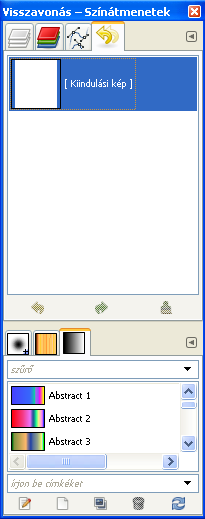 Visszavonás – Színátmenetek
[ Kiindulási kép ]
szűrő
Abstract 1
Abstract 2
Abstract 3
írjon be címkéket